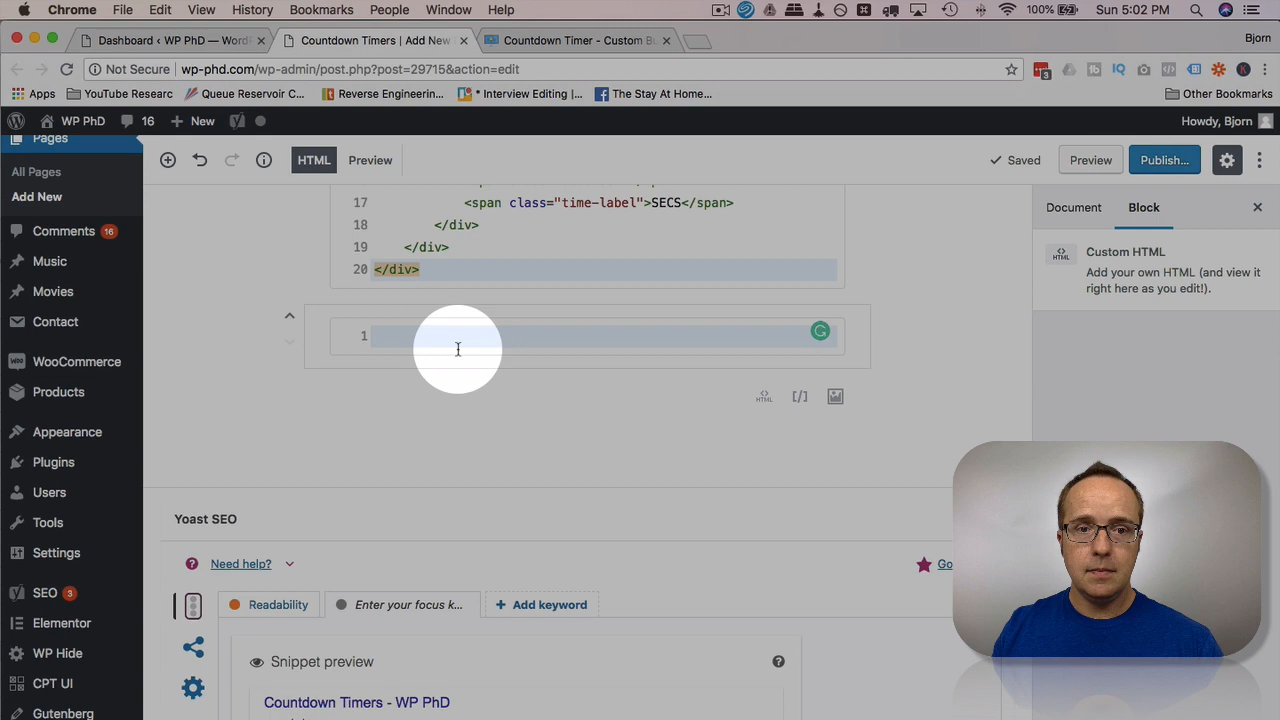 Chrome File Edit View History Bookmarks People Window Help 100% Sun 5:02 PM
Dashboard ‹ WP PhD — Word Countdown Timers | Add New Countdown Timer - Custom Bu Bjorn
Not Secure wp-phd.com/wp-admin/post.php?post=29715&action=edit
Apps YouTube Researc Queue Reservoir C... Reverse Engineerin... * Interview Editing |... The Stay At Home... Other Bookmarks
WP PhD 16 New Howdy, Bjorn
Pages
HTML Preview Saved Preview Publish...
All Pages
Add New
17 <span class="time-label">SECS</span>
18 </div>
19 </div>
20 </div>
Document Block
Custom HTML
Add your own HTML (and view it
right here as you edit!).
Comments 16
Music
Movies
Contact
1
WooCommerce
Products
HTML [/]
Appearance
Plugins
Users
Tools
Settings
SEO 3
Elementor
WP Hide
CPT UI
Gutenberg
Yoast SEO
Need help? Go
Readability Enter your focus k... Add keyword
Snippet preview
Countdown Timers - WP PhD